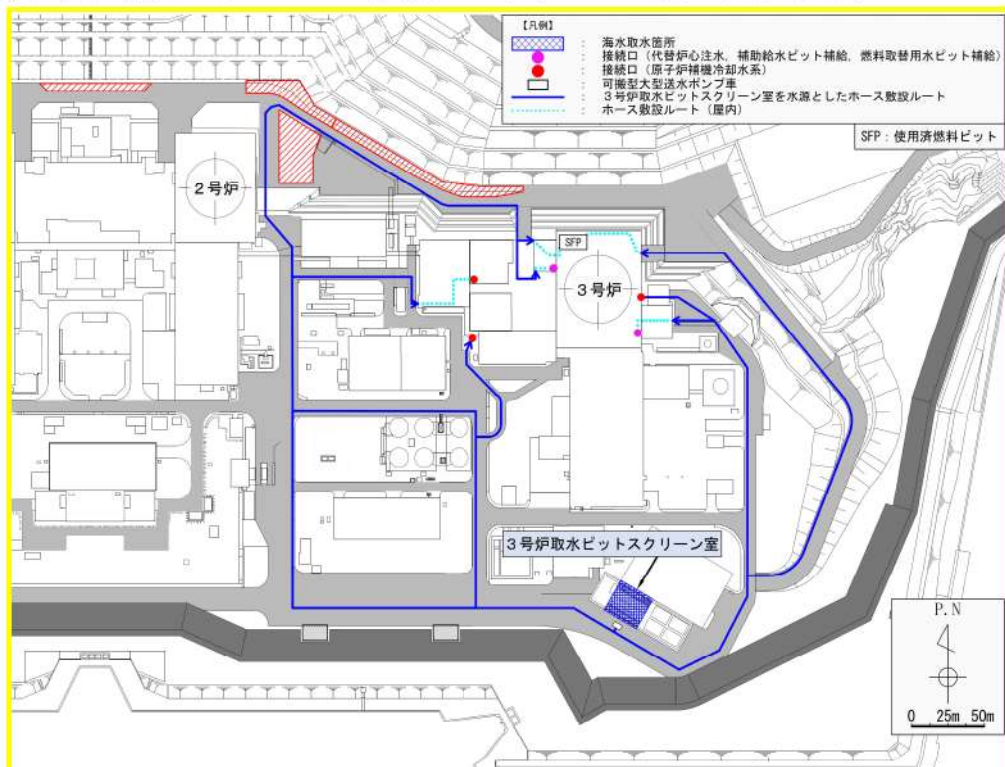 【凡例】
： 海水取水箇所
： 接続口（代替炉心注水，補助給水ピット補給，燃料取替用水ピット補給）
： 接続口（原子炉補機冷却水系）
： 可搬型大型送水ポンプ車
： ３号炉取水ピットスクリーン室を水源としたホース敷設ルート
： ホース敷設ルート（屋内）
SFP：使用済燃料ピット
２号炉
SFP
３号炉
３号炉取水ピットスクリーン室
P.N
0 25m 50m